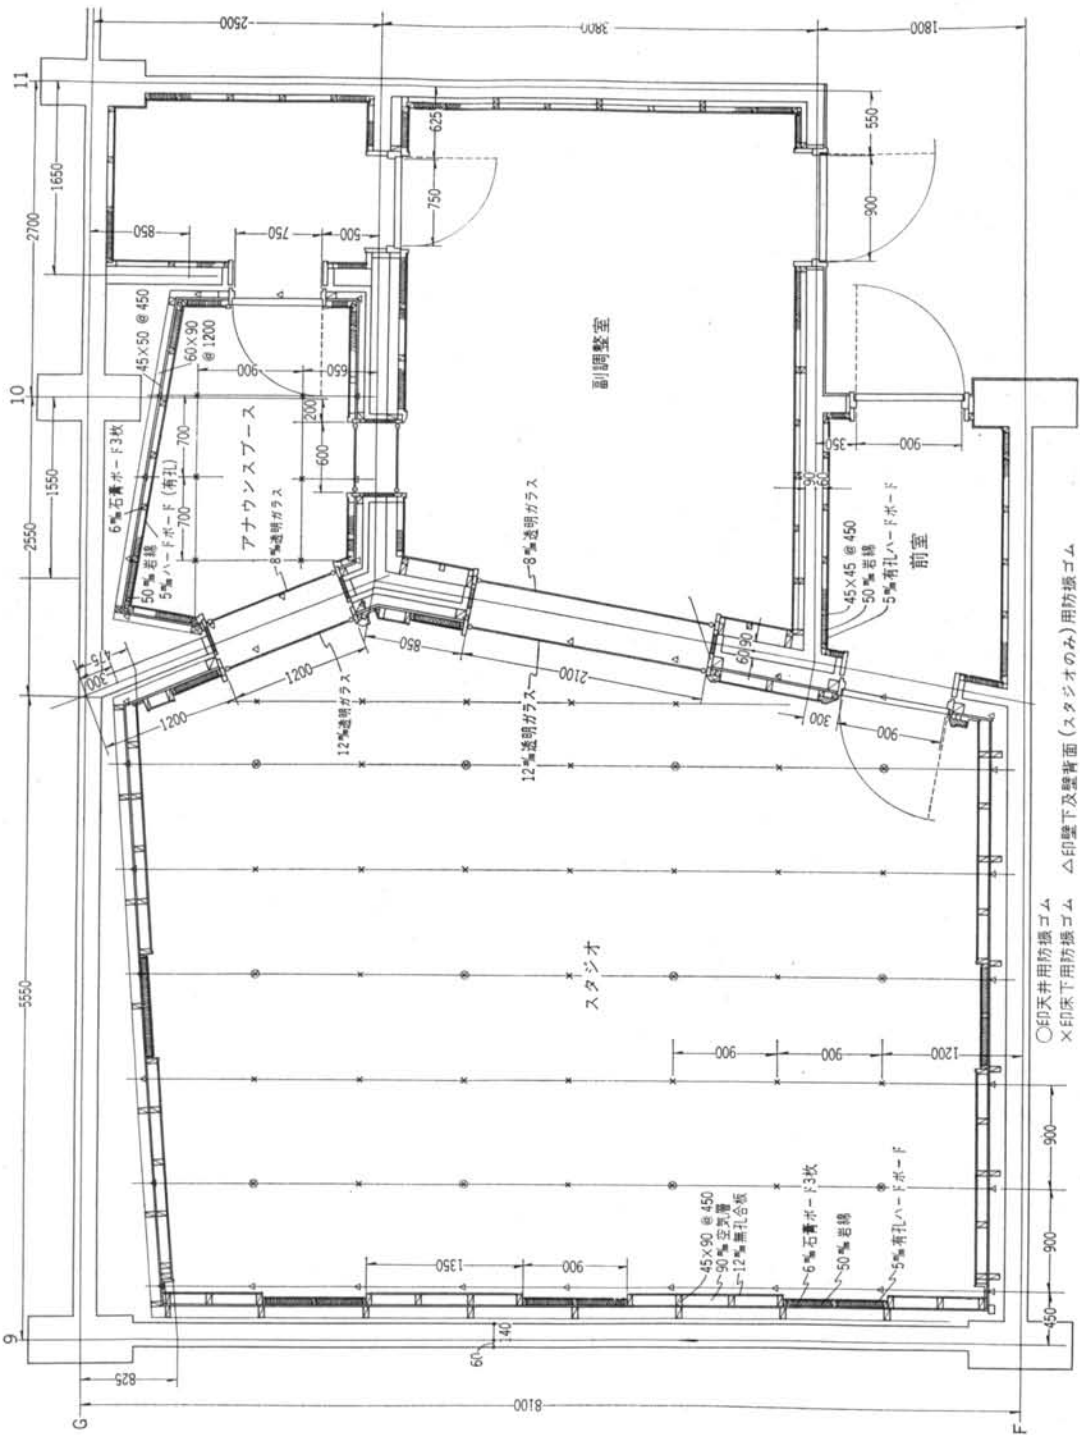 11
10
9
G
F
2500
3800
1800
2700
1650
2550
1550
5550
8100
825
850
750
500
625
750
550
900
45×50 @ 450
60×90
@ 1200
900
650
200
700
700
600
6㎜石膏ボード3枚
50㎜岩綿
5㎜ハードボード (有孔)
アナウンスブース
8㎜透明ガラス
副調整室
8㎜透明ガラス
350
900
90
60
45×45 @ 450
50㎜岩綿
5㎜有孔ハードボード
前室
475
300
1200
1200
12㎜透明ガラス
850
2100
12㎜透明ガラス
60
90
300
900
スタジオ
900
900
1200
900
900
450
1350
900
45×90 @ 450
90㎜空気層
12㎜無孔合板
6㎜石膏ボード3枚
50㎜岩綿
5㎜有孔ハードボード
60
140
○印天井用防振ゴム
×印床下用防振ゴム △印壁下及壁背面 (スタジオのみ) 用防振ゴム